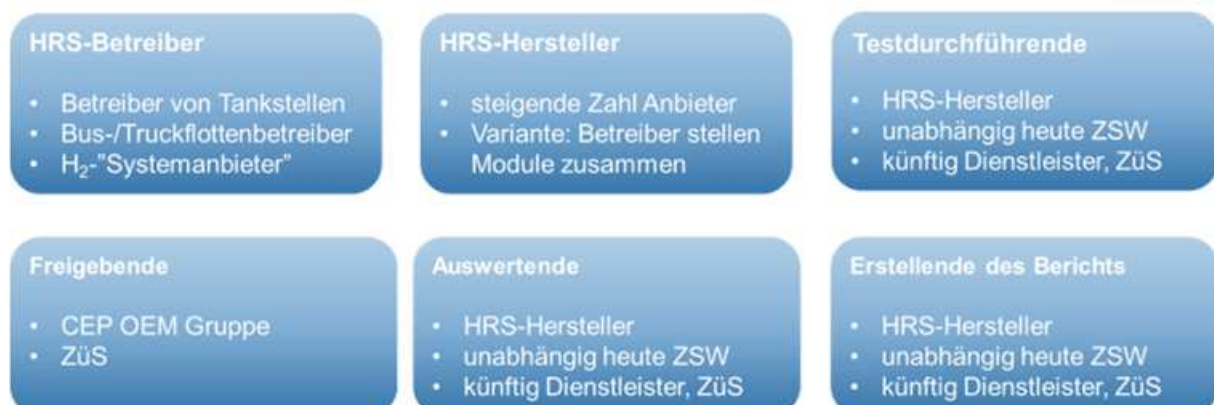 HRS-Betreiber
• Betreiber von Tankstellen
• Bus-/Truckflottenbetreiber
• H₂-"Systemanbieter"
HRS-Hersteller
• steigende Zahl Anbieter
• Variante: Betreiber stellen
Module zusammen
Testdurchführende
• HRS-Hersteller
• unabhängig heute ZSW
• künftig Dienstleister, ZüS
Freigebende
• CEP OEM Gruppe
• ZüS
Auswertende
• HRS-Hersteller
• unabhängig heute ZSW
• künftig Dienstleister, ZüS
Erstellende des Berichts
• HRS-Hersteller
• unabhängig heute ZSW
• künftig Dienstleister, ZüS